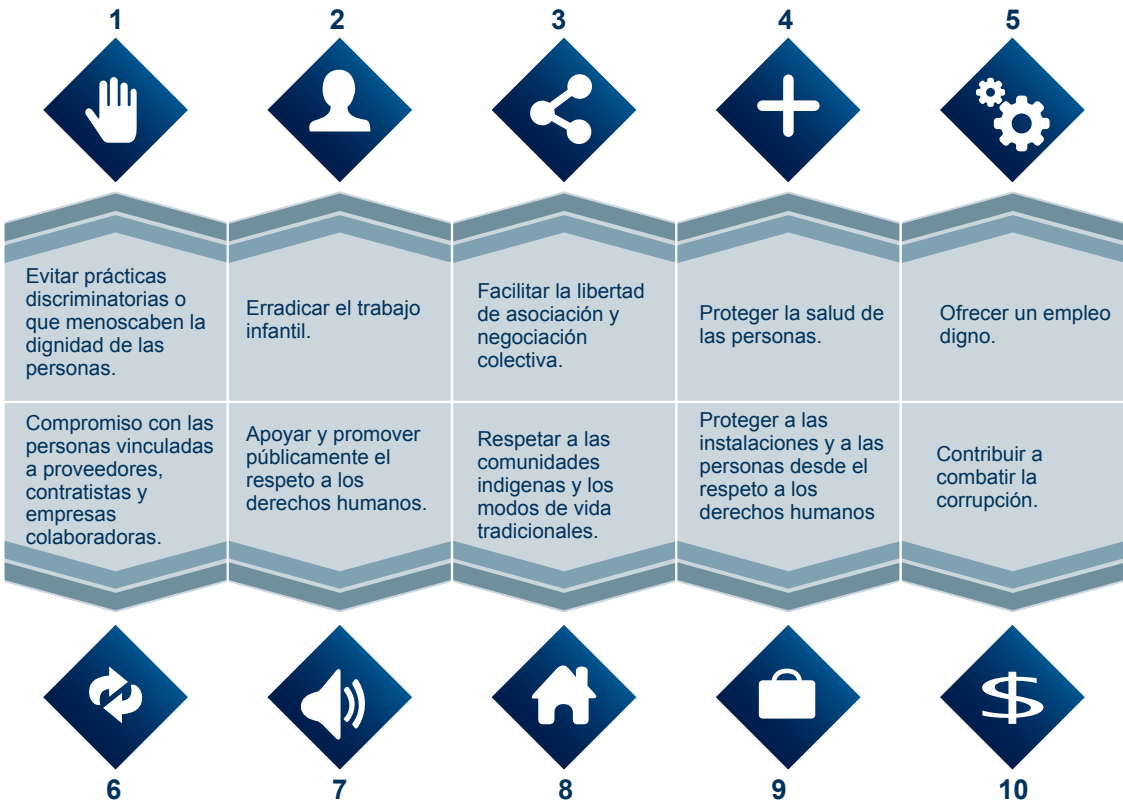 1
2
3
4
5
Evitar prácticas
discriminatorias o
que menoscaben la
dignidad de las
personas.
Erradicar el trabajo
infantil.
Facilitar la libertad
de asociación y
negociación
colectiva.
Proteger la salud de
las personas.
Ofrecer un empleo
digno.
Compromiso con las
personas vinculadas
a proveedores,
contratistas y
empresas
colaboradoras.
Apoyar y promover
públicamente el
respeto a los
derechos humanos.
Respetar a las
comunidades
indigenas y los
modos de vida
tradicionales.
Proteger a las
instalaciones y a las
personas desde el
respeto a los
derechos humanos
Contribuir a
combatir la
corrupción.
$
6
7
8
9
10